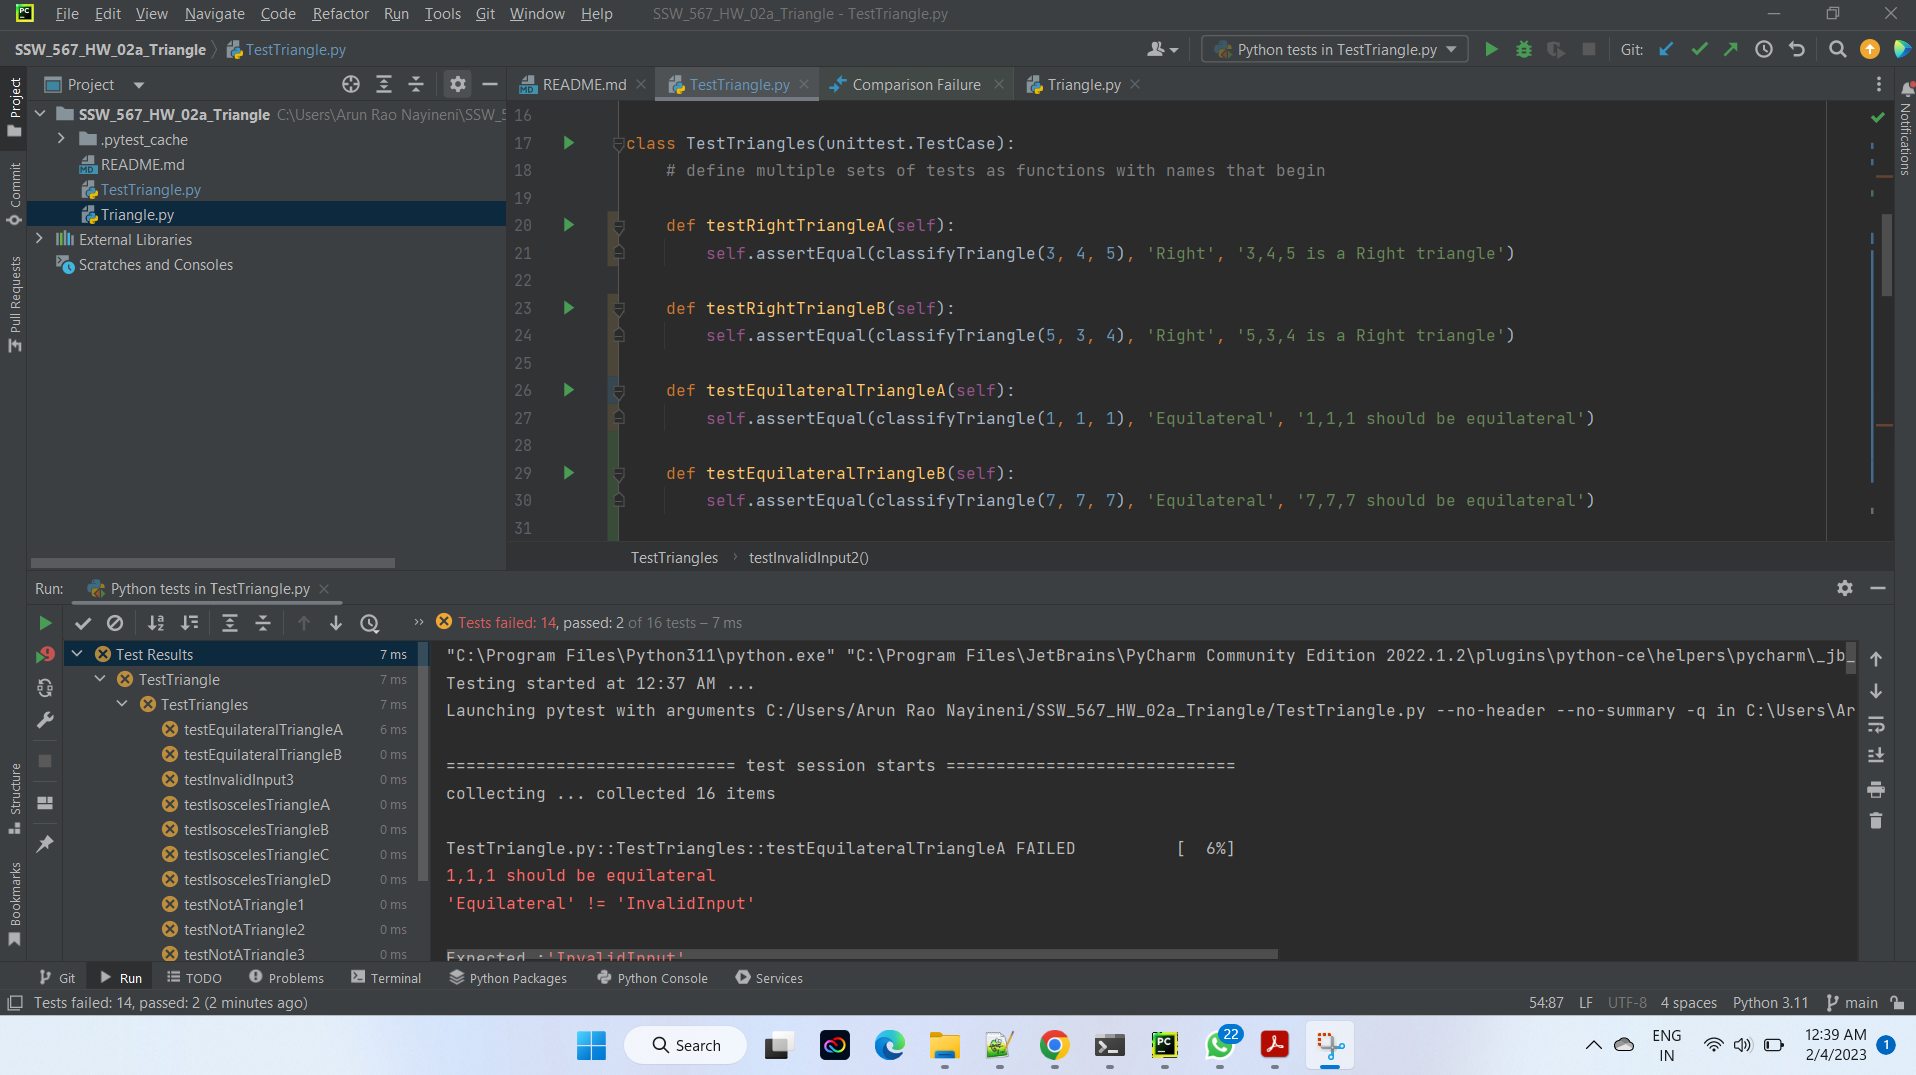 PC File Edit View Navigate Code Refactor Run Tools Git Window Help SSW_567_HW_02a_Triangle - TestTriangle.py
SSW_567_HW_02a_Triangle TestTriangle.py Python tests in TestTriangle.py Git:
Project
README.md TestTriangle.py Comparison Failure Triangle.py
SSW_567_HW_02a_Triangle C:\Users\Arun Rao Nayineni\SSW_5
.pytest_cache
README.md
TestTriangle.py
Triangle.py
External Libraries
Scratches and Consoles
Project
Commit
Pull Requests
Structure
Bookmarks
Notifications
16
17 class TestTriangles(unittest.TestCase):
18 # define multiple sets of tests as functions with names that begin
19
20 def testRightTriangleA(self):
21 self.assertEqual(classifyTriangle(3, 4, 5), 'Right', '3,4,5 is a Right triangle')
22
23 def testRightTriangleB(self):
24 self.assertEqual(classifyTriangle(5, 3, 4), 'Right', '5,3,4 is a Right triangle')
25
26 def testEquilateralTriangleA(self):
27 self.assertEqual(classifyTriangle(1, 1, 1), 'Equilateral', '1,1,1 should be equilateral')
28
29 def testEquilateralTriangleB(self):
30 self.assertEqual(classifyTriangle(7, 7, 7), 'Equilateral', '7,7,7 should be equilateral')
31
TestTriangles testInvalidInput2()
Run: Python tests in TestTriangle.py
Tests failed: 14, passed: 2 of 16 tests – 7 ms
Test Results 7 ms
TestTriangle 7 ms
TestTriangles 7 ms
testEquilateralTriangleA 6 ms
testEquilateralTriangleB 0 ms
testInvalidInput3 0 ms
testIsoscelesTriangleA 0 ms
testIsoscelesTriangleB 0 ms
testIsoscelesTriangleC 0 ms
testIsoscelesTriangleD 0 ms
testNotATriangle1 0 ms
testNotATriangle2 0 ms
testNotATriangle3 0 ms
"C:\Program Files\Python311\python.exe" "C:\Program Files\JetBrains\PyCharm Community Edition 2022.1.2\plugins\python-ce\helpers\pycharm\_jb_
Testing started at 12:37 AM ...
Launching pytest with arguments C:/Users/Arun Rao Nayineni/SSW_567_HW_02a_Triangle/TestTriangle.py --no-header --no-summary -q in C:\Users\Ar
============================= test session starts =============================
collecting ... collected 16 items
TestTriangle.py::TestTriangles::testEquilateralTriangleA FAILED [  6%]
1,1,1 should be equilateral
'Equilateral' != 'InvalidInput'
Expected :'InvalidInput'
Git Run TODO Problems Terminal Python Packages Python Console Services
Tests failed: 14, passed: 2 (2 minutes ago) 54:87 LF UTF-8 4 spaces Python 3.11 main
Search PC 22
ENG
IN
12:39 AM
2/4/2023
1